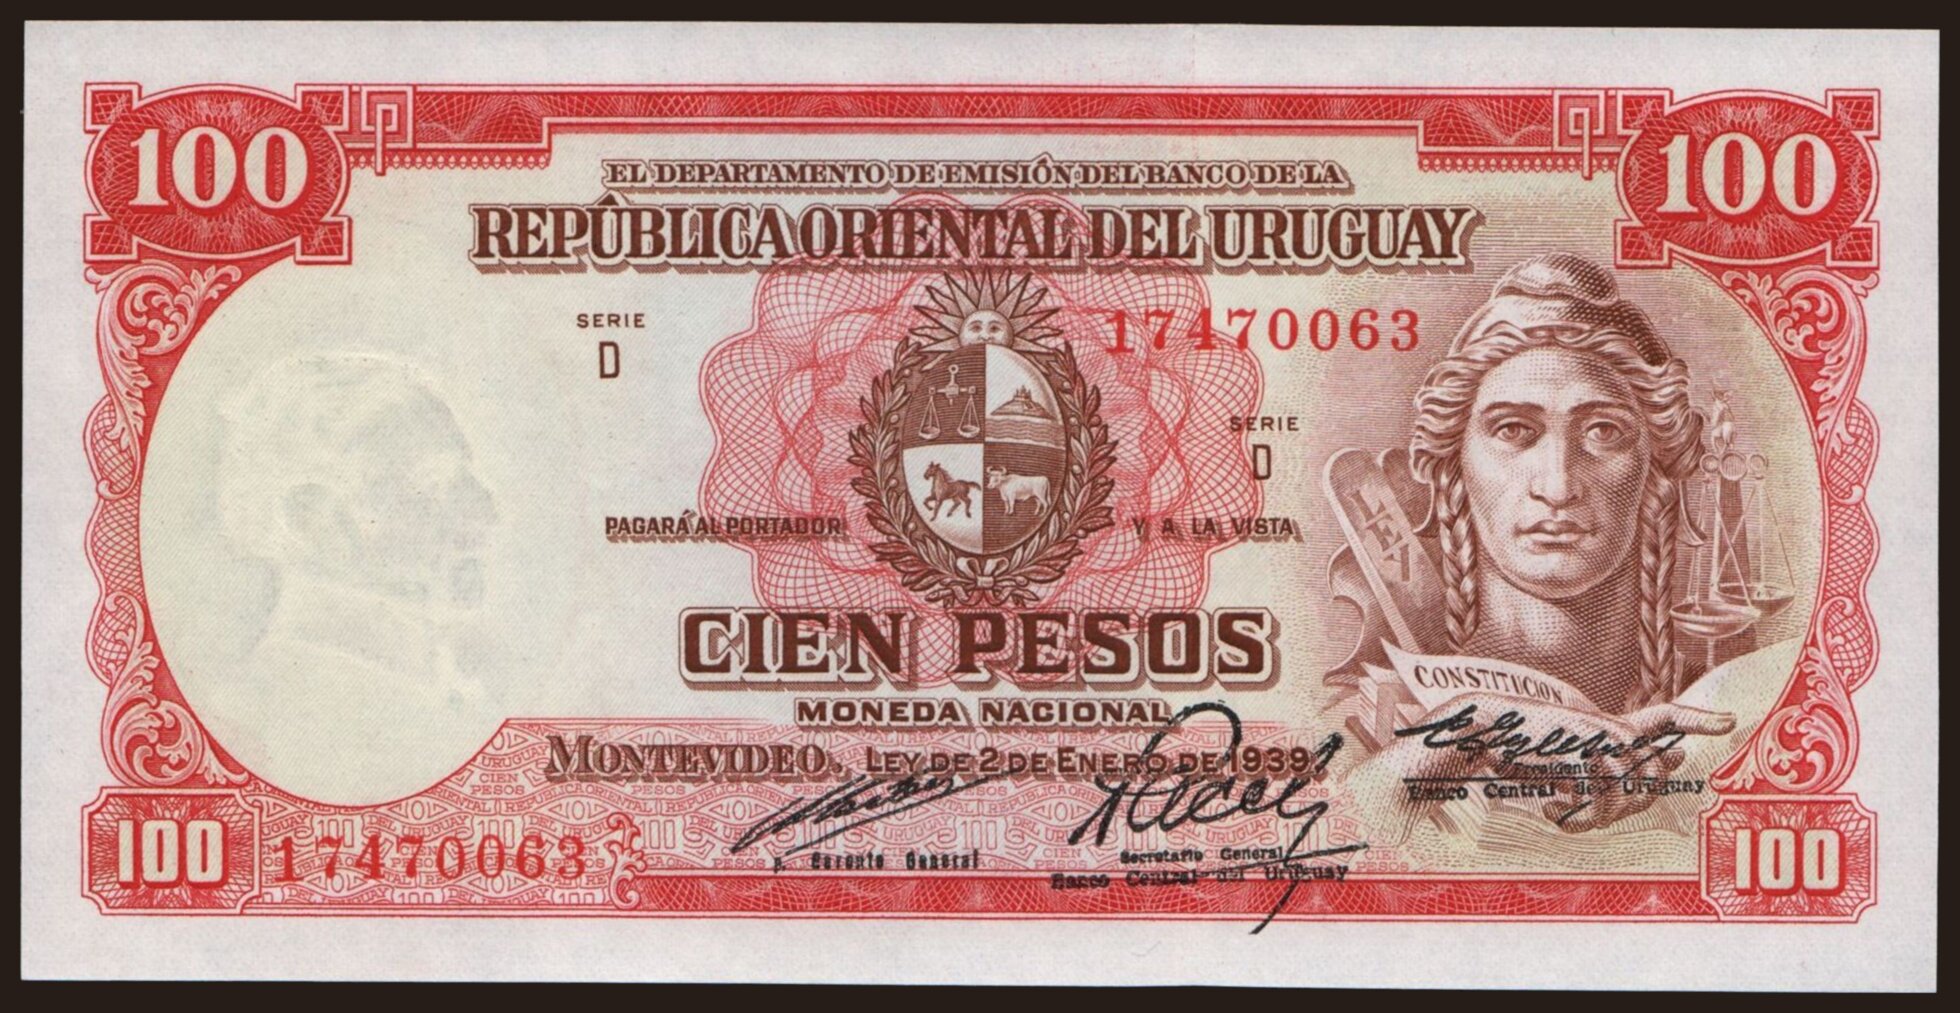 100
100
EL DEPARTAMENTO DE EMISIÓN DEL BANCO DE LA
REPÚBLICA ORIENTAL DEL URUGUAY
SERIE
D
17470063
SERIE
D
LEY
PAGARÁ AL PORTADOR Y A LA VISTA
CIEN PESOS
CONSTITUCION
MONEDA NACIONAL
MONTEVIDEO, LEY DE 2 DE ENERO DE 1939.
Presidente
Banco Central del Uruguay
100
17470063
p. Gerente General
Secretario General
Banco Central del Uruguay
100